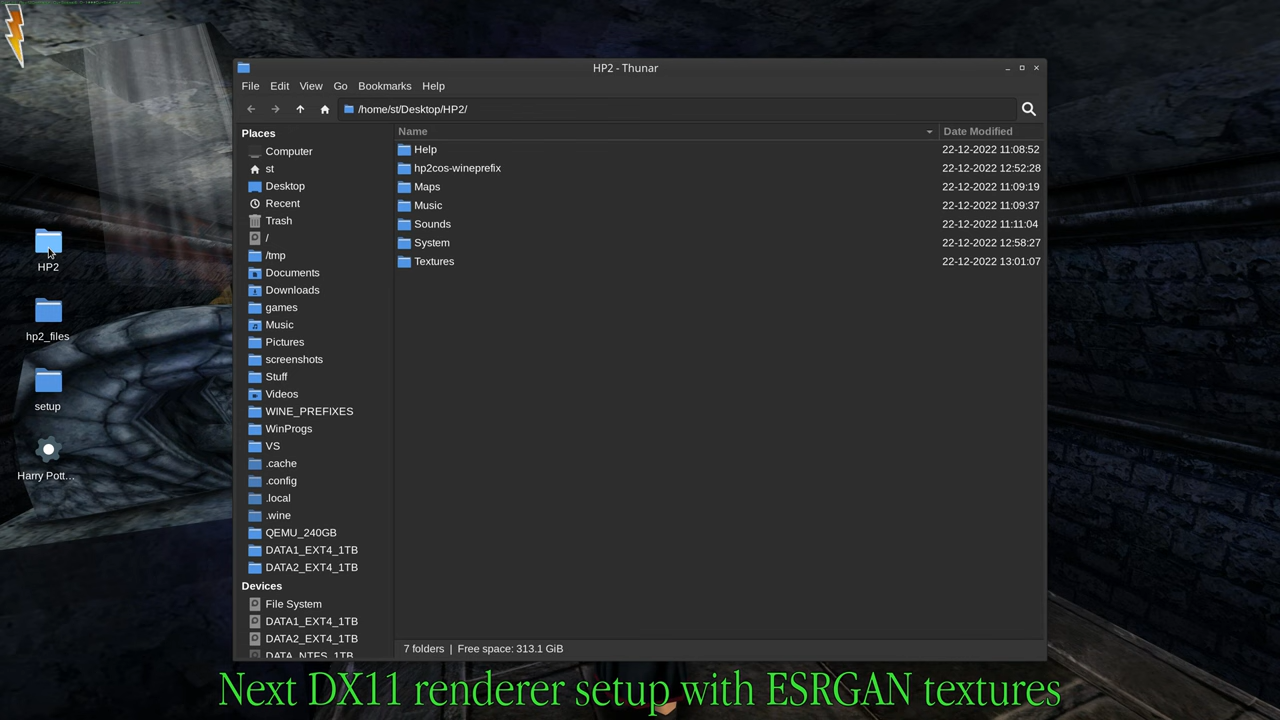 HP2 - Thunar
File Edit View Go Bookmarks Help
/home/st/Desktop/HP2/
Places
Computer
st
Desktop
Recent
Trash
/
/tmp
Documents
Downloads
games
Music
Pictures
screenshots
Stuff
Videos
WINE_PREFIXES
WinProgs
VS
.cache
.config
.local
.wine
QEMU_240GB
DATA1_EXT4_1TB
DATA2_EXT4_1TB
Devices
File System
DATA1_EXT4_1TB
DATA2_EXT4_1TB
DATA_NTFS_1TB
Name Date Modified
Help 22-12-2022 11:08:52
hp2cos-wineprefix 22-12-2022 12:52:28
Maps 22-12-2022 11:09:19
Music 22-12-2022 11:09:37
Sounds 22-12-2022 11:11:04
System 22-12-2022 12:58:27
Textures 22-12-2022 13:01:07
7 folders | Free space: 313.1 GiB
HP2
hp2_files
setup
Harry Pott...
Next DX11 renderer setup with ESRGAN textures